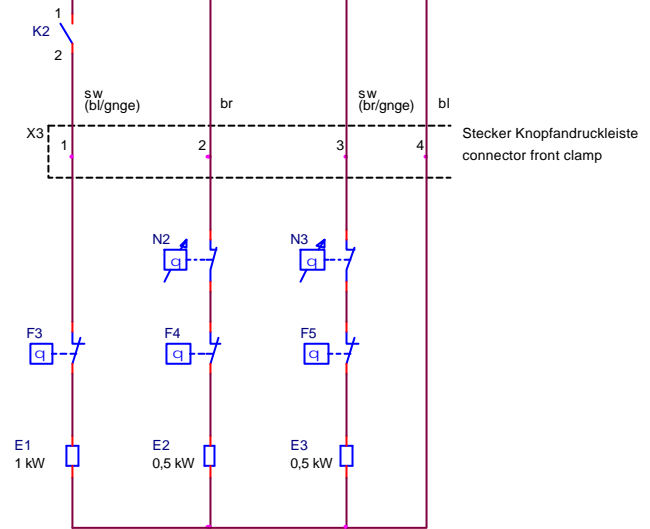 1
K2
2
sw
(bl/gnge)
br
sw
(br/gnge)
bl
X3
1
2
3
4
Stecker Knopfandruckleiste
connector front clamp
N2
q
N3
q
F3
q
F4
q
F5
q
E1
1 kW
E2
0,5 kW
E3
0,5 kW